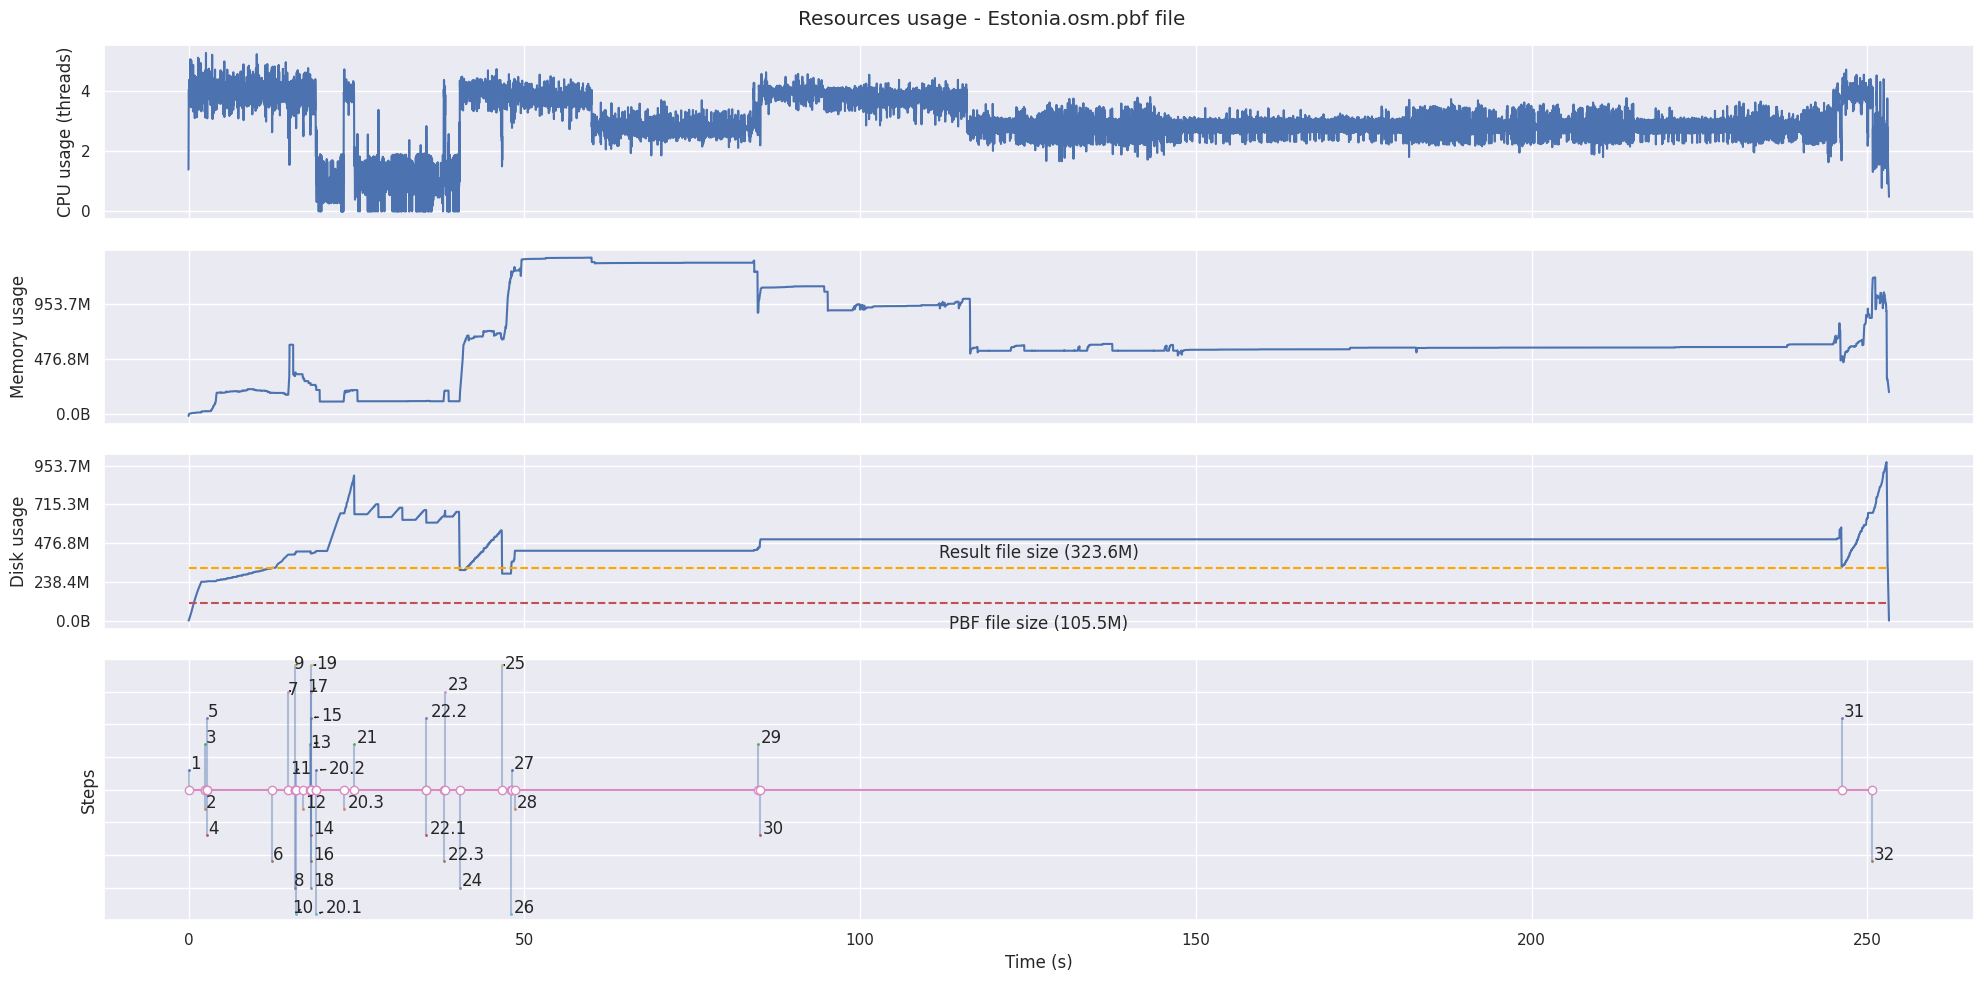 Resources usage - Estonia.osm.pbf file
CPU usage (threads)
4
2
0
Memory usage
953.7M
476.8M
0.0B
Disk usage
953.7M
715.3M
476.8M
238.4M
0.0B
Result file size (323.6M)
PBF file size (105.5M)
Steps
9
19
25
7
17
23
5
15
22.2
31
3
13
21
29
1
11
20.2
27
2
12
20.3
28
4
14
22.1
30
6
16
22.3
32
8
18
24
10
20.1
26
0
50
100
150
200
250
Time (s)